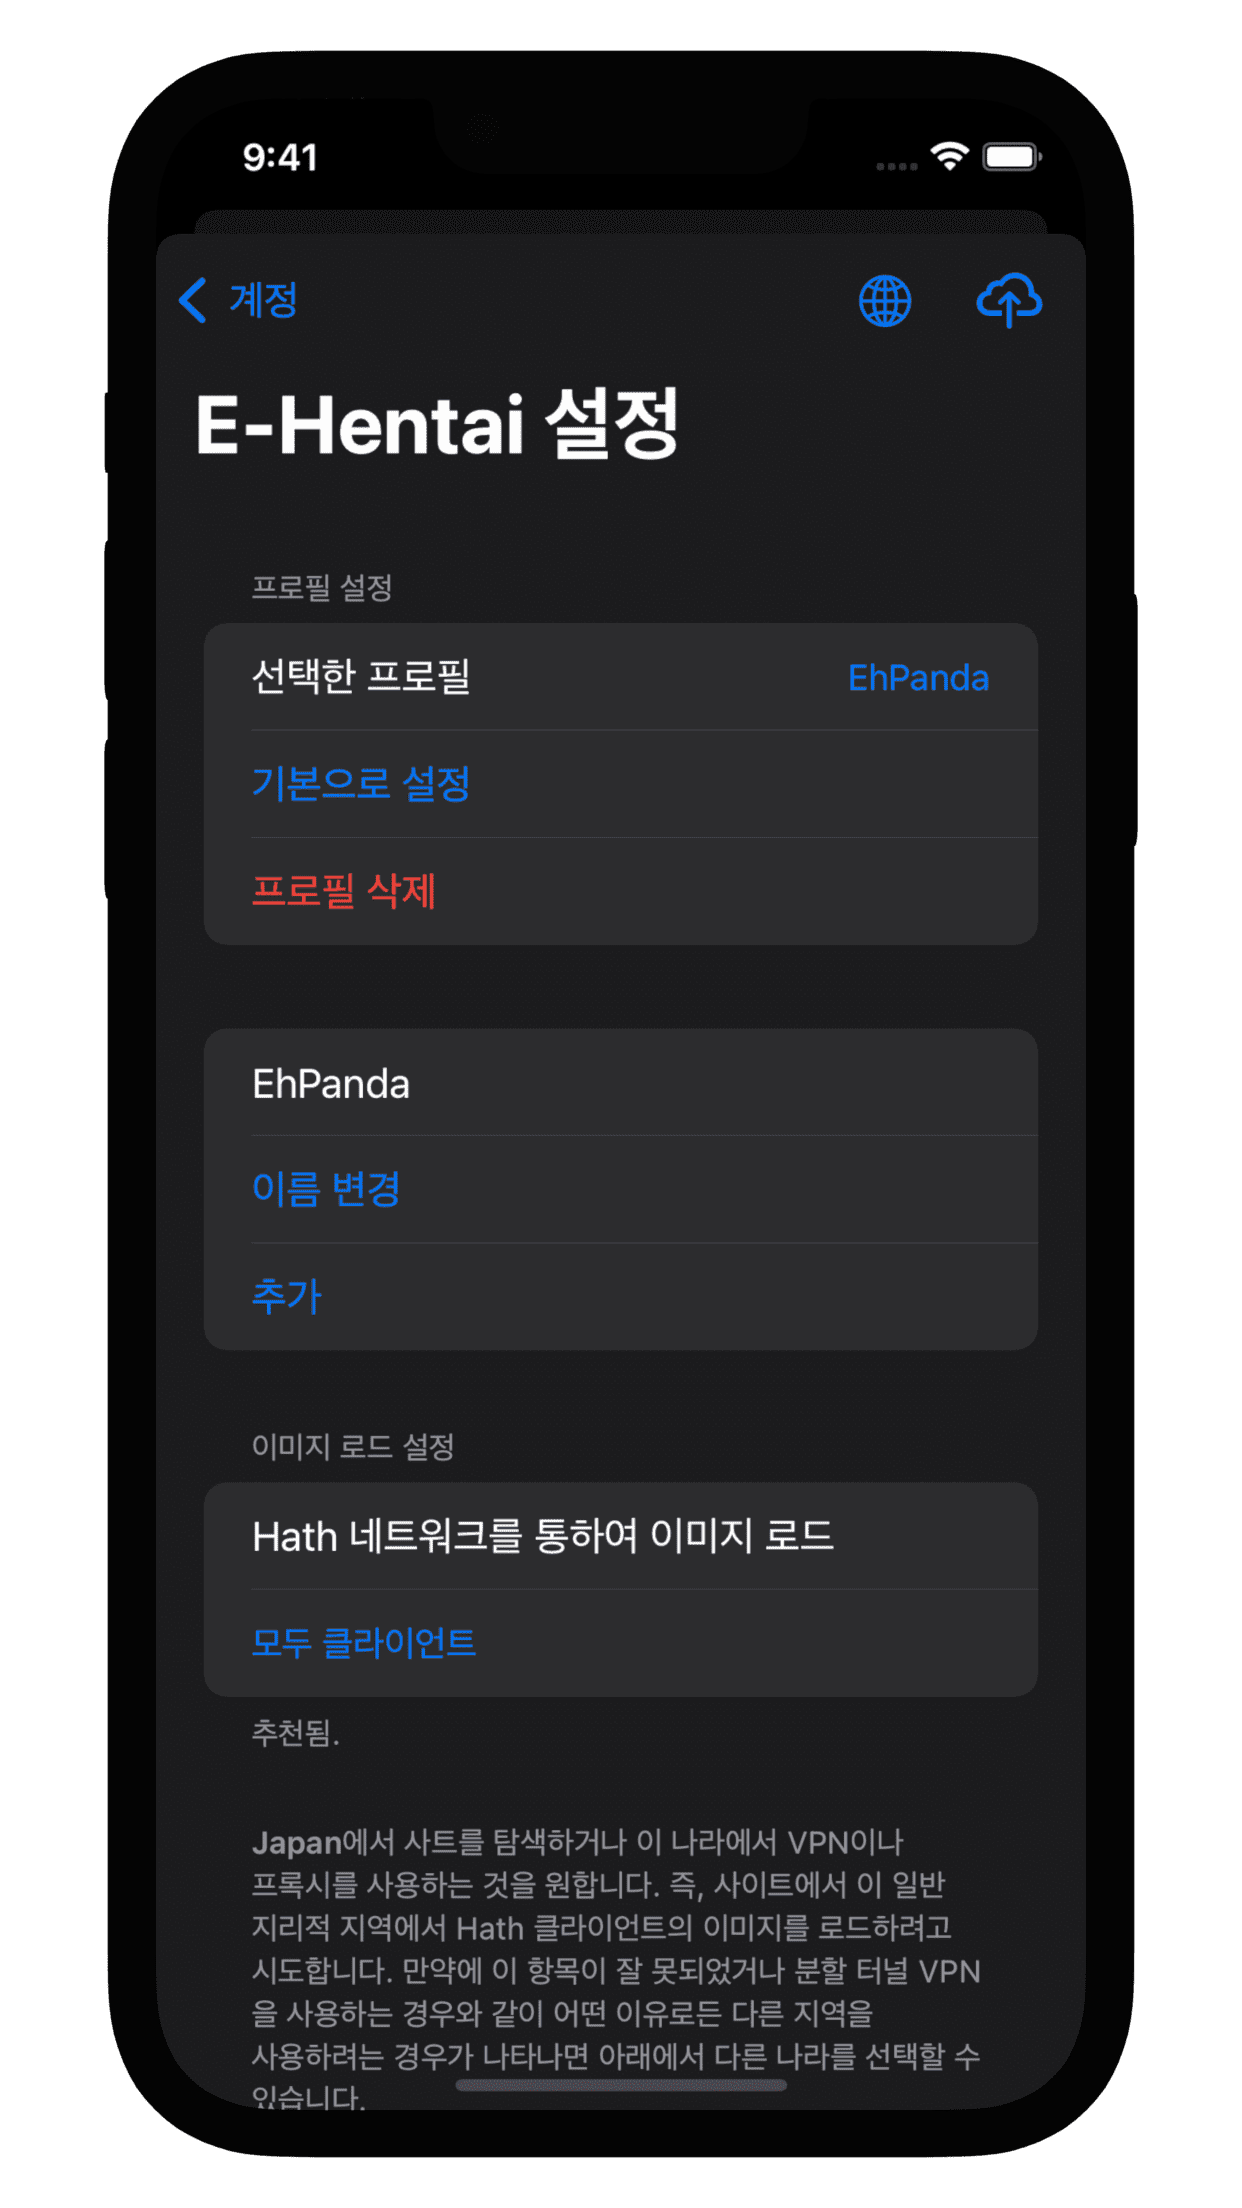 9:41
계정
E-Hentai 설정
프로필 설정
선택한 프로필 EhPanda
기본으로 설정
프로필 삭제
EhPanda
이름 변경
추가
이미지 로드 설정
Hath 네트워크를 통하여 이미지 로드
모두 클라이언트
추천됨.
Japan에서 사트를 탐색하거나 이 나라에서 VPN이나
프록시를 사용하는 것을 원합니다. 즉, 사이트에서 이 일반
지리적 지역에서 Hath 클라이언트의 이미지를 로드하려고
시도합니다. 만약에 이 항목이 잘 못되었거나 분할 터널 VPN
을 사용하는 경우와 같이 어떤 이유로든 다른 지역을
사용하려는 경우가 나타나면 아래에서 다른 나라를 선택할 수
있습니다.